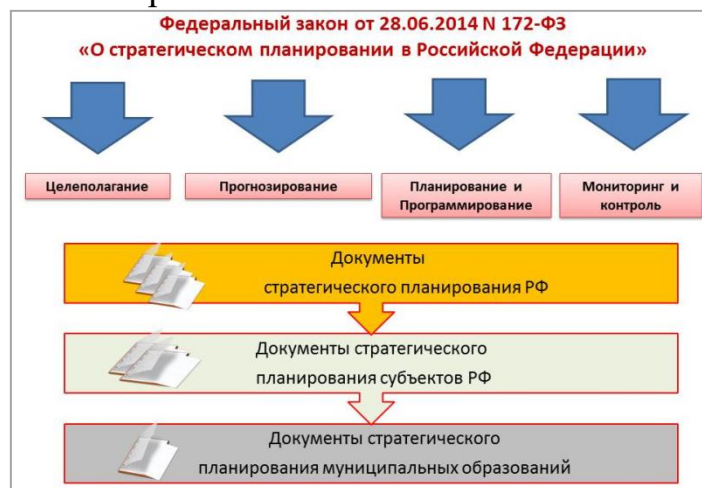 Федеральный закон от 28.06.2014 N 172-ФЗ
«О стратегическом планировании в Российской Федерации»
Целеполагание
Прогнозирование
Планирование и
Программирование
Мониторинг и
контроль
Документы
стратегического планирования РФ
Документы стратегического
планирования субъектов РФ
Документы стратегического
планирования муниципальных образований